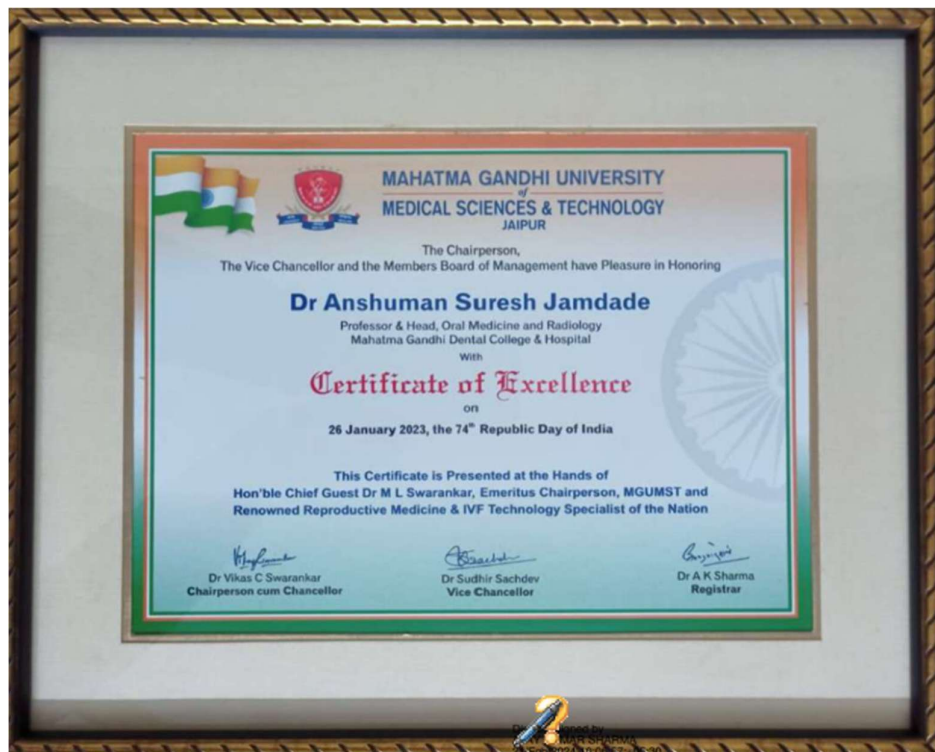 MAHATMA GANDHI UNIVERSITY
of
MEDICAL SCIENCES & TECHNOLOGY
JAIPUR
The Chairperson,
The Vice Chancellor and the Members Board of Management have Pleasure in Honoring
Dr Anshuman Suresh Jamdade
Professor & Head, Oral Medicine and Radiology
Mahatma Gandhi Dental College & Hospital
With
Certificate of Excellence
on
26 January 2023, the 74th Republic Day of India
This Certificate is Presented at the Hands of
Hon'ble Chief Guest Dr M L Swarankar, Emeritus Chairperson, MGUMST and
Renowned Reproductive Medicine & IVF Technology Specialist of the Nation
Dr Vikas C Swarankar
Chairperson cum Chancellor
Dr Sudhir Sachdev
Vice Chancellor
Dr A K Sharma
Registrar
by
SHARMA